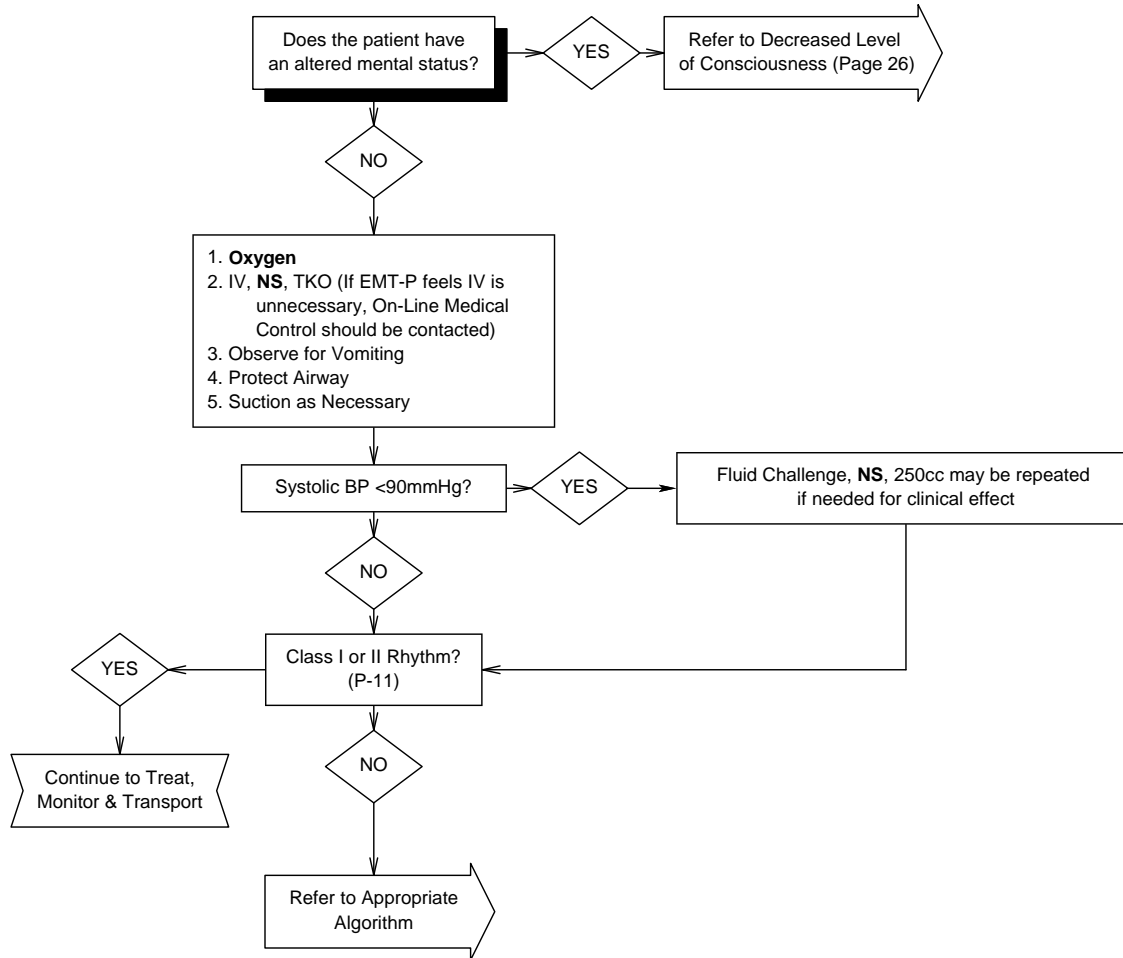 Does the patient have
an altered mental status?
YES
Refer to Decreased Level
of Consciousness (Page 26)
NO
1. Oxygen
2. IV, NS, TKO (If EMT-P feels IV is
unnecessary, On-Line Medical
Control should be contacted)
3. Observe for Vomiting
4. Protect Airway
5. Suction as Necessary
Systolic BP <90mmHg?
YES
Fluid Challenge, NS, 250cc may be repeated
if needed for clinical effect
NO
Class I or II Rhythm?
(P-11)
YES
Continue to Treat,
Monitor & Transport
NO
Refer to Appropriate
Algorithm